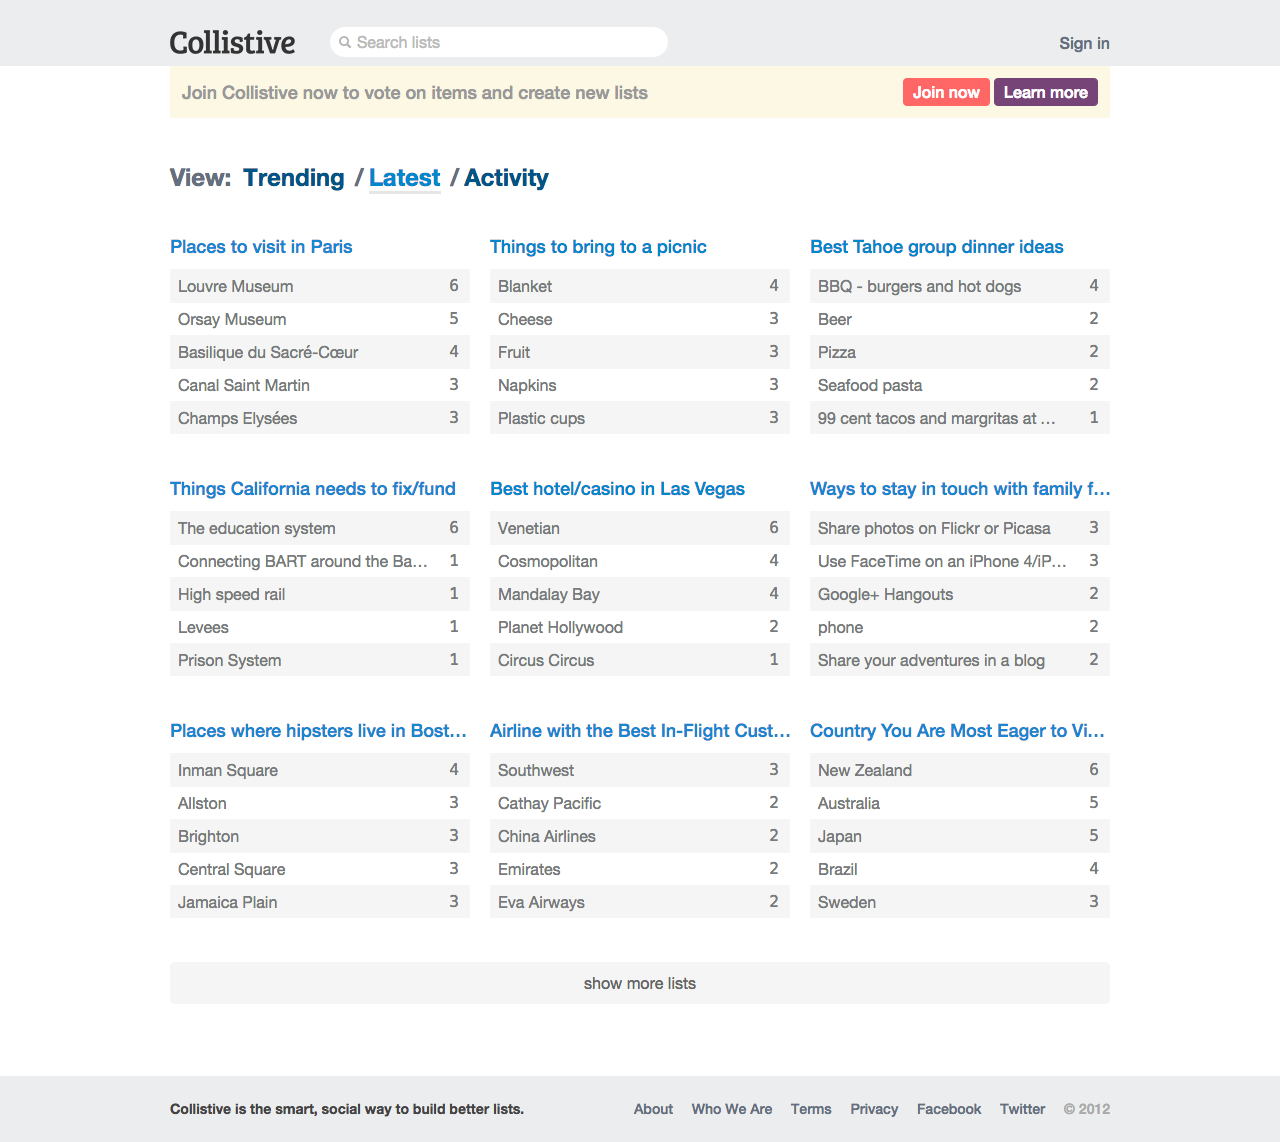 Collistive
Search lists
Sign in
Join Collistive now to vote on items and create new lists
Join now
Learn more
View: Trending / Latest / Activity
Places to visit in Paris
Louvre Museum 6
Orsay Museum 5
Basilique du Sacré-Cœur 4
Canal Saint Martin 3
Champs Elysées 3
Things to bring to a picnic
Blanket 4
Cheese 3
Fruit 3
Napkins 3
Plastic cups 3
Best Tahoe group dinner ideas
BBQ - burgers and hot dogs 4
Beer 2
Pizza 2
Seafood pasta 2
99 cent tacos and margritas at ... 1
Things California needs to fix/fund
The education system 6
Connecting BART around the Ba... 1
High speed rail 1
Levees 1
Prison System 1
Best hotel/casino in Las Vegas
Venetian 6
Cosmopolitan 4
Mandalay Bay 4
Planet Hollywood 2
Circus Circus 1
Ways to stay in touch with family f...
Share photos on Flickr or Picasa 3
Use FaceTime on an iPhone 4/iP... 3
Google+ Hangouts 2
phone 2
Share your adventures in a blog 2
Places where hipsters live in Bost...
Inman Square 4
Allston 3
Brighton 3
Central Square 3
Jamaica Plain 3
Airline with the Best In-Flight Cust...
Southwest 3
Cathay Pacific 2
China Airlines 2
Emirates 2
Eva Airways 2
Country You Are Most Eager to Vi...
New Zealand 6
Australia 5
Japan 5
Brazil 4
Sweden 3
show more lists
Collistive is the smart, social way to build better lists.
About Who We Are Terms Privacy Facebook Twitter © 2012